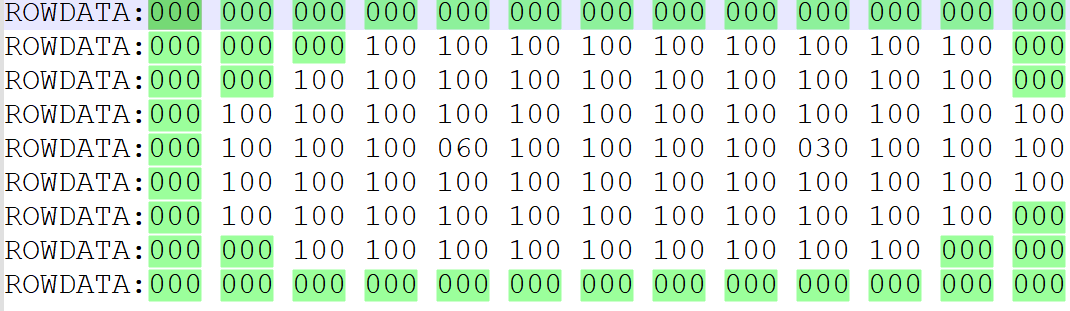 ROWDATA:000 000 000 000 000 000 000 000 000 000 000 000 000
ROWDATA:000 000 000 100 100 100 100 100 100 100 100 100 000
ROWDATA:000 000 100 100 100 100 100 100 100 100 100 100 000
ROWDATA:000 100 100 100 100 100 100 100 100 100 100 100 100
ROWDATA:000 100 100 100 060 100 100 100 100 030 100 100 100
ROWDATA:000 100 100 100 100 100 100 100 100 100 100 100 100
ROWDATA:000 100 100 100 100 100 100 100 100 100 100 100 000
ROWDATA:000 000 100 100 100 100 100 100 100 100 100 000 000
ROWDATA:000 000 000 000 000 000 000 000 000 000 000 000 000